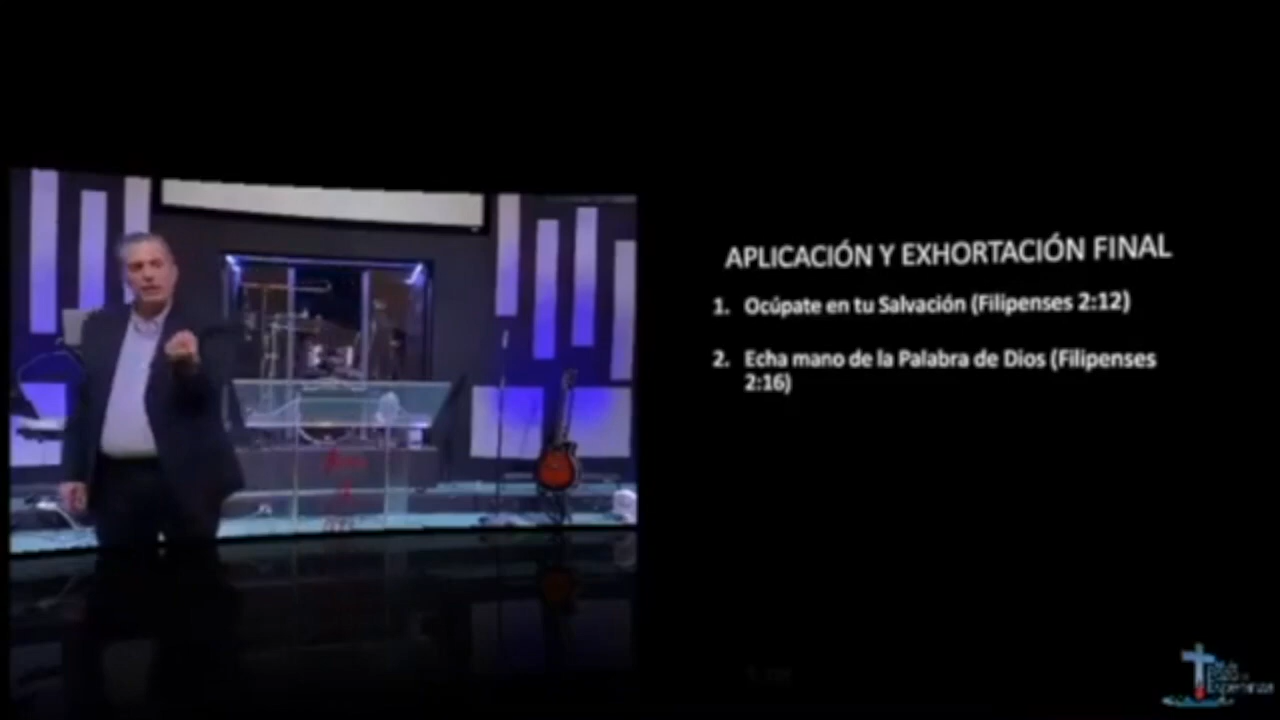 APLICACIÓN Y EXHORTACIÓN FINAL
1. Ocúpate en tu Salvación (Filipenses 2:12)
2. Echa mano de la Palabra de Dios (Filipenses
2:16)